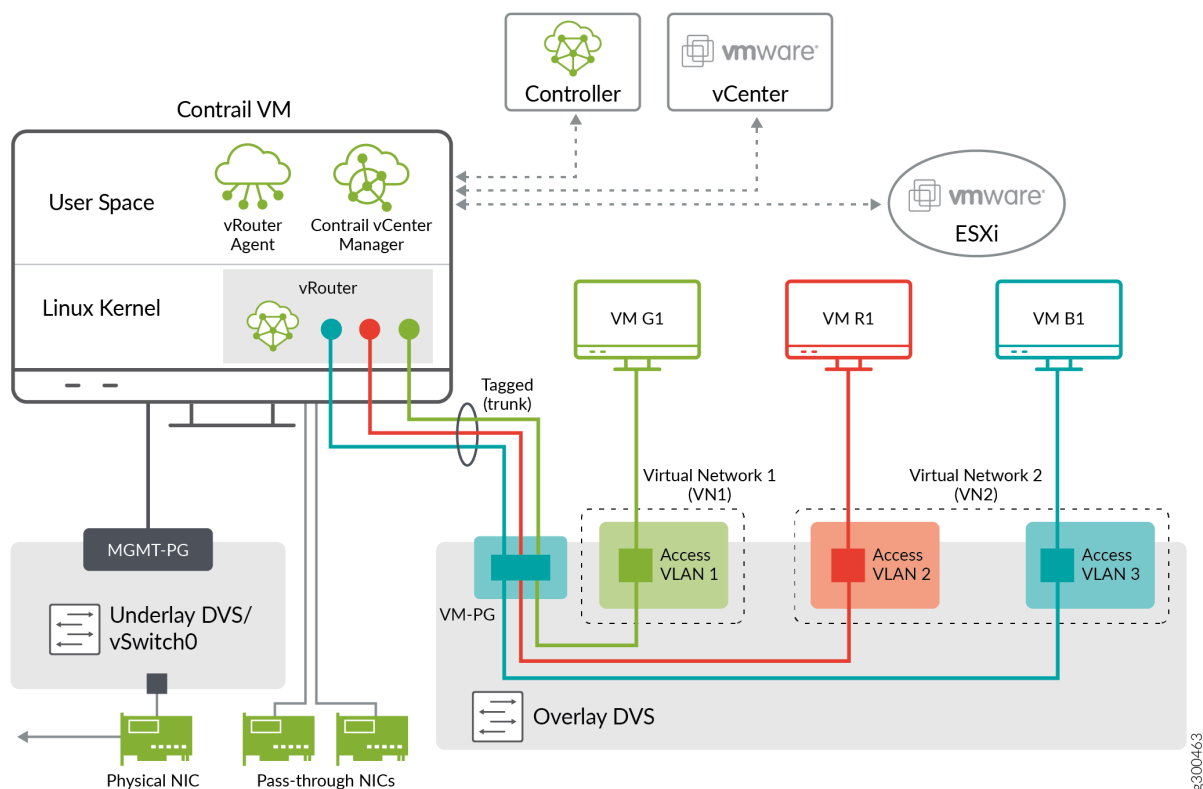 Controller
vmware®
vCenter
Contrail VM
User Space
vRouter
Agent
Contrail vCenter
Manager
vmware®
ESXi
Linux Kernel
vRouter
VM G1
VM R1
VM B1
Tagged
(trunk)
Virtual Network 1
(VN1)
Virtual Network 2
(VN2)
MGMT-PG
Access
VLAN 1
Access
VLAN 2
Access
VLAN 3
VM-PG
Underlay DVS/
vSwitch0
Overlay DVS
Physical NIC
Pass-through NICs
g300463